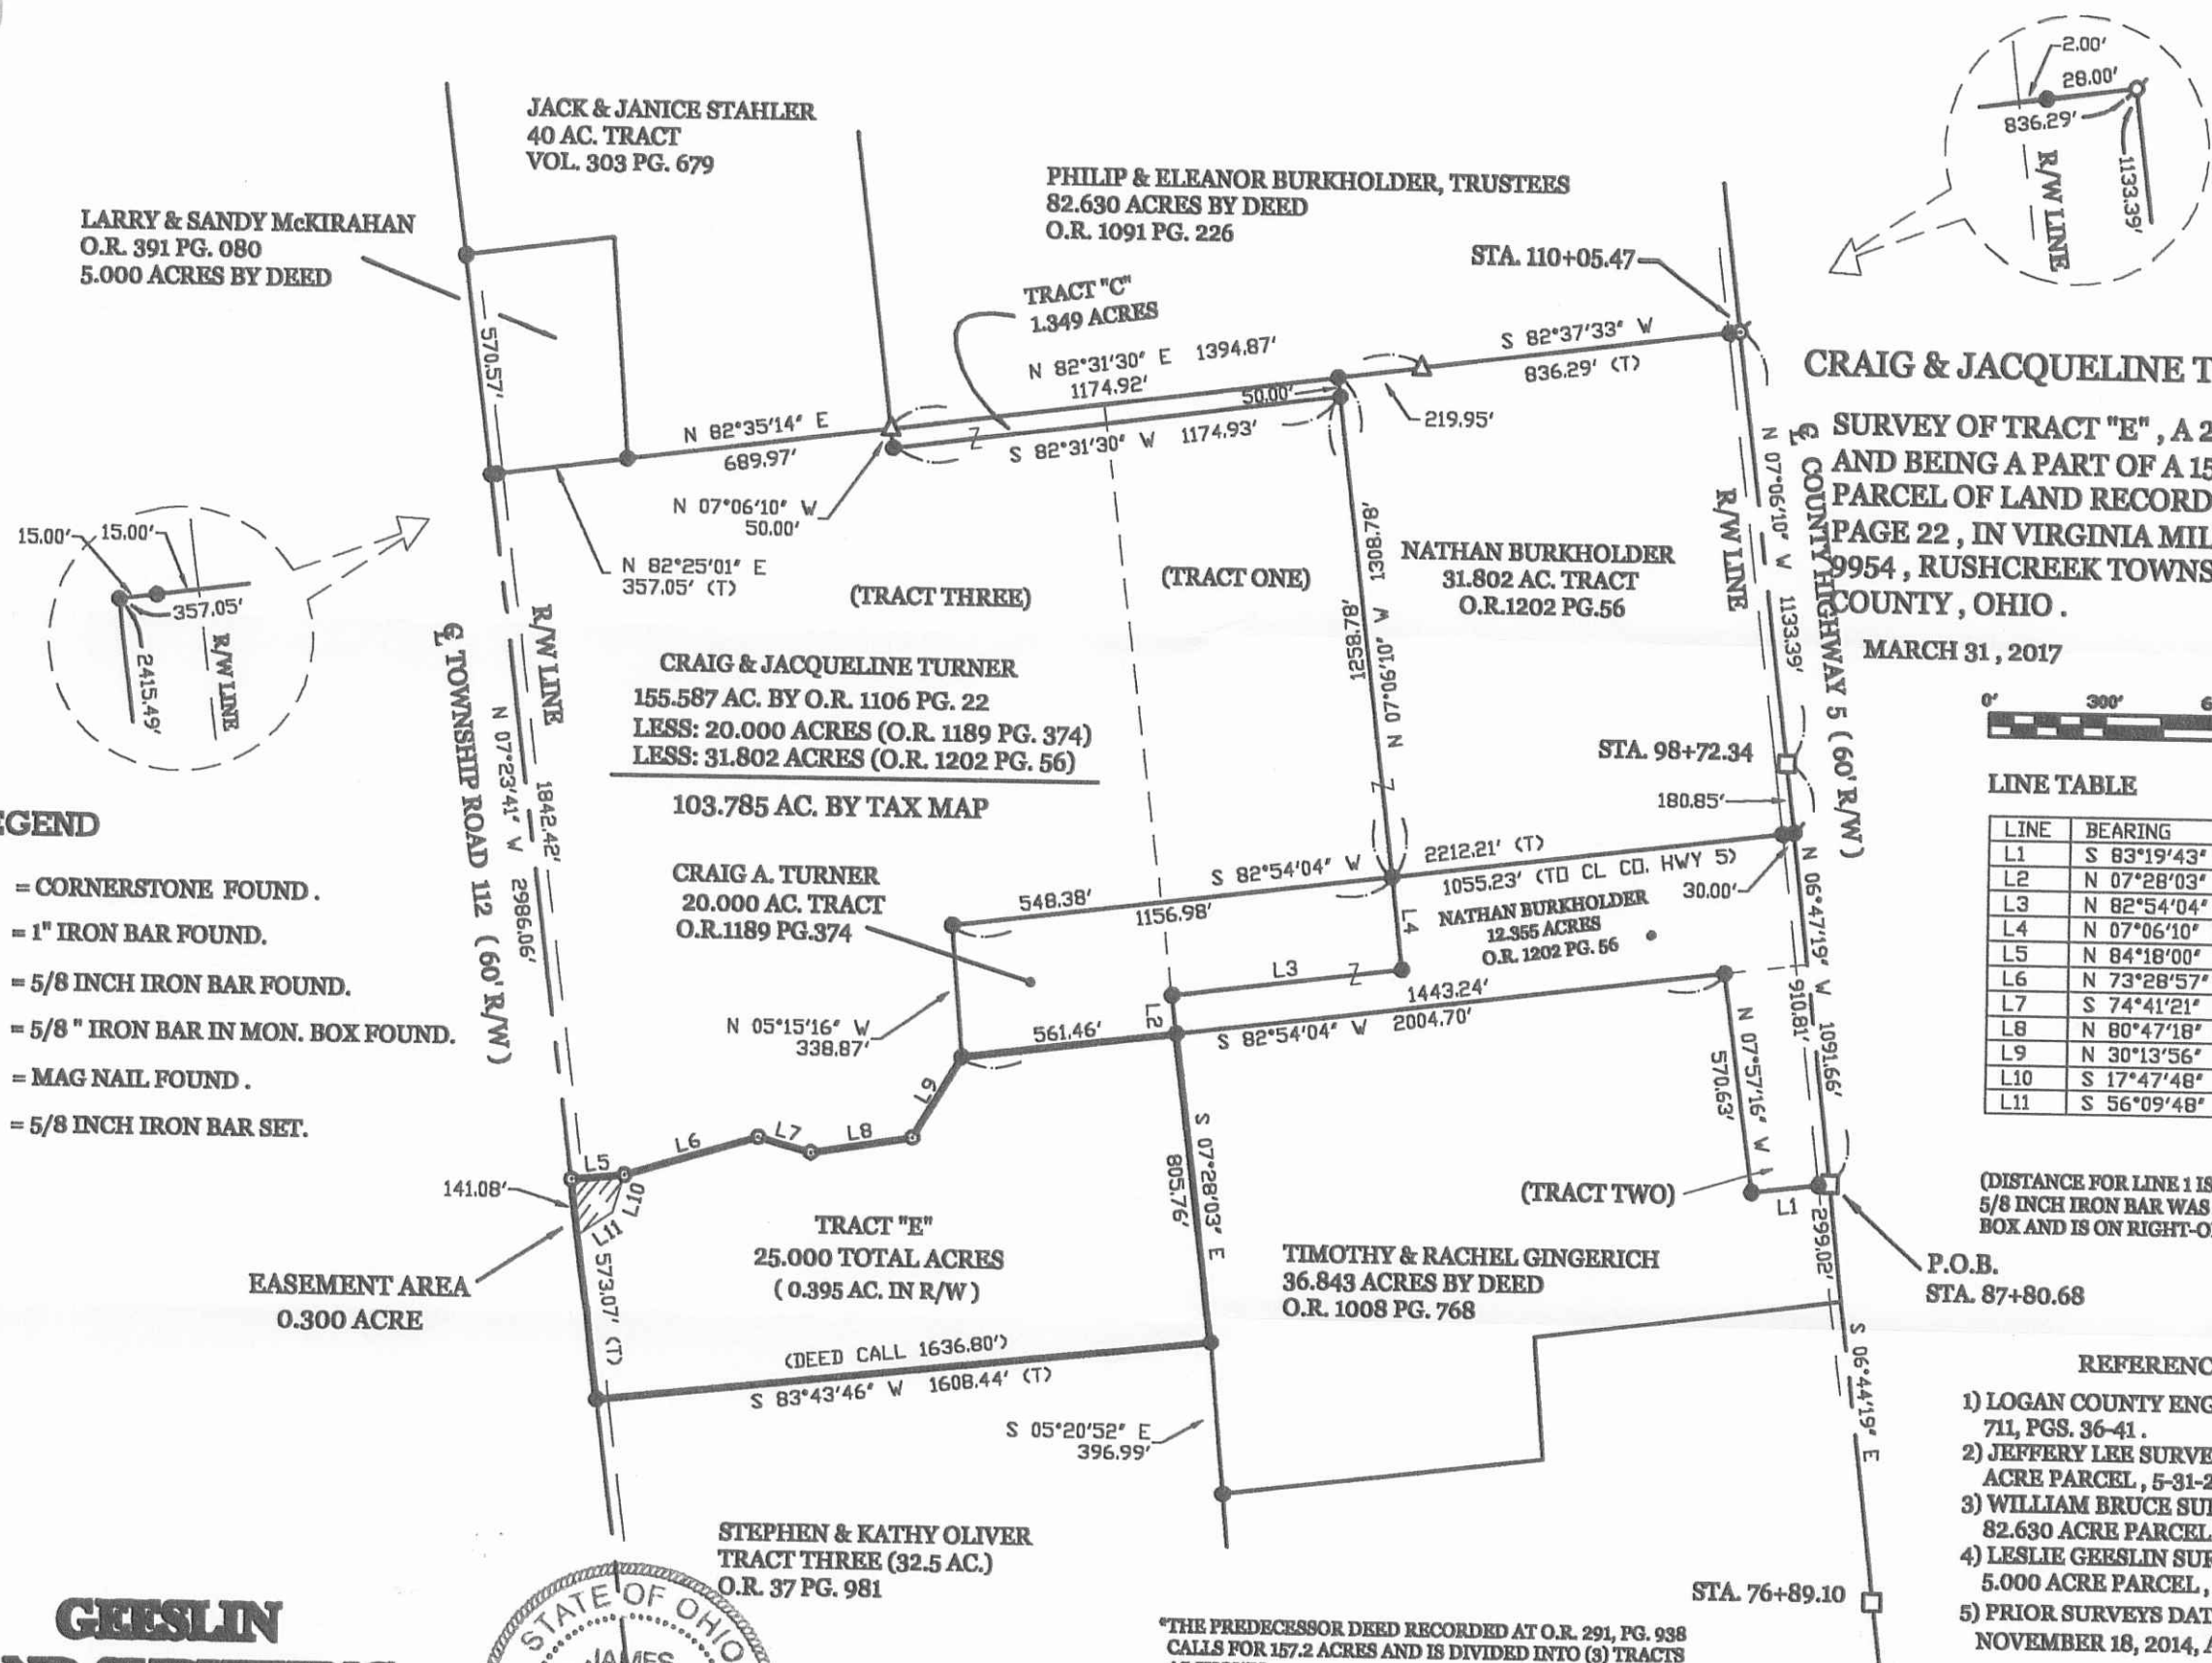 JACK & JANICE STAHLER
40 AC. TRACT
VOL. 303 PG. 679
LARRY & SANDY McKIRAHAN
O.R. 391 PG. 080
5.000 ACRES BY DEED
PHILIP & ELEANOR BURKHOLDER, TRUSTEES
82.630 ACRES BY DEED
O.R. 1091 PG. 226
STA. 110+05.47
2.00'
28.00'
836.29'
R/W LINE
1133.39'
TRACT "C"
1.349 ACRES
N 82°31'30" E 1394.87'
1174.92'
50.00'
S 82°31'30" W 1174.93'
S 82°37'33" W
836.29' (T)
219.95'
570.57'
N 82°35'14" E
689.97'
N 07°06'10" W
50.00'
N 82°25'01" E
357.05' (T)
15.00'
15.00'
357.05'
R/W LINE
2415.49'
CRAIG & JACQUELINE T
SURVEY OF TRACT "E" , A 2
AND BEING A PART OF A 15
PARCEL OF LAND RECORD
PAGE 22 , IN VIRGINIA MIL
9954 , RUSHCREEK TOWNS
COUNTY , OHIO .
MARCH 31 , 2017
0' 300' 6
(TRACT THREE)
(TRACT ONE)
1258.78'
N 07°06'10" W 1308.78'
NATHAN BURKHOLDER
31.802 AC. TRACT
O.R.1202 PG.56
R/W LINE
N 07°06'10" W 1133.39'
℄ COUNTY HIGHWAY 5 ( 60' R/W )
CRAIG & JACQUELINE TURNER
155.587 AC. BY O.R. 1106 PG. 22
LESS: 20.000 ACRES (O.R. 1189 PG. 374)
LESS: 31.802 ACRES (O.R. 1202 PG. 56)
103.785 AC. BY TAX MAP
℄ TOWNSHIP ROAD 112 ( 60' R/W )
N 07°23'41" W 2986.06'
R/W LINE
1842.42'
STA. 98+72.34
180.85'
EGEND
= CORNERSTONE FOUND .
= 1" IRON BAR FOUND.
= 5/8 INCH IRON BAR FOUND.
= 5/8 " IRON BAR IN MON. BOX FOUND.
= MAG NAIL FOUND .
= 5/8 INCH IRON BAR SET.
CRAIG A. TURNER
20.000 AC. TRACT
O.R.1189 PG.374
548.38'
1156.98'
S 82°54'04" W
2212.21' (T)
1055.23' (TO CL CO. HWY 5)
30.00'
NATHAN BURKHOLDER
12.355 ACRES
O.R. 1202 PG. 56
L4
L3
L2
N 05°15'16" W
338.87'
561.46'
1443.24'
S 82°54'04" W 2004.70'
N 06°47'19" W 1091.66'
910.81'
N 07°57'16" W
570.63'
LINE TABLE
LINE BEARING
L1 S 83°19'43"
L2 N 07°28'03"
L3 N 82°54'04"
L4 N 07°06'10"
L5 N 84°18'00"
L6 N 73°28'57"
L7 S 74°41'21"
L8 N 80°47'18"
L9 N 30°13'56"
L10 S 17°47'48"
L11 S 56°09'48"
(DISTANCE FOR LINE 1 IS
5/8 INCH IRON BAR WAS
BOX AND IS ON RIGHT-O
L5
L6
L7
L8
L9
L10
L11
141.08'
EASEMENT AREA
0.300 ACRE
573.07' (T)
TRACT "E"
25.000 TOTAL ACRES
( 0.395 AC. IN R/W )
S 07°28'03" E
805.76'
(TRACT TWO)
L1
299.02'
P.O.B.
STA. 87+80.68
TIMOTHY & RACHEL GINGERICH
36.843 ACRES BY DEED
O.R. 1008 PG. 768
(DEED CALL 1636.80')
S 83°43'46" W 1608.44' (T)
S 05°20'52" E
396.99'
S 06°44'19" E
REFERENC
1) LOGAN COUNTY ENG
711, PGS. 36-41 .
2) JEFFERY LEE SURVE
ACRE PARCEL , 5-31-2
3) WILLIAM BRUCE SUR
82.630 ACRE PARCEL
4) LESLIE GEESLIN SUR
5.000 ACRE PARCEL ,
5) PRIOR SURVEYS DAT
NOVEMBER 18, 2014, A
STEPHEN & KATHY OLIVER
TRACT THREE (32.5 AC.)
O.R. 37 PG. 981
STA. 76+89.10
GEESLIN
STATE OF OHIO
JAMES
*THE PREDECESSOR DEED RECORDED AT O.R. 291, PG. 938
CALLS FOR 157.2 ACRES AND IS DIVIDED INTO (3) TRACTS